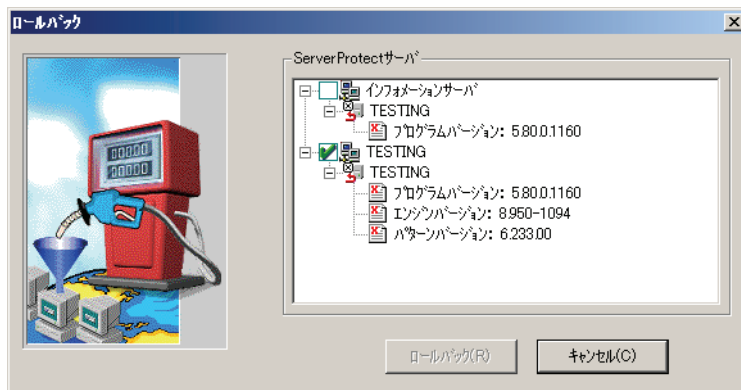 ロールバック
ServerProtectサーバ
インフォメーションサーバ
TESTING
プログラムバージョン: 5.80.0.1160
TESTING
TESTING
プログラムバージョン: 5.80.0.1160
エンジンバージョン: 8.950-1094
パターンバージョン: 6.233.00
00000
00000
ロールバック(R)
キャンセル(C)